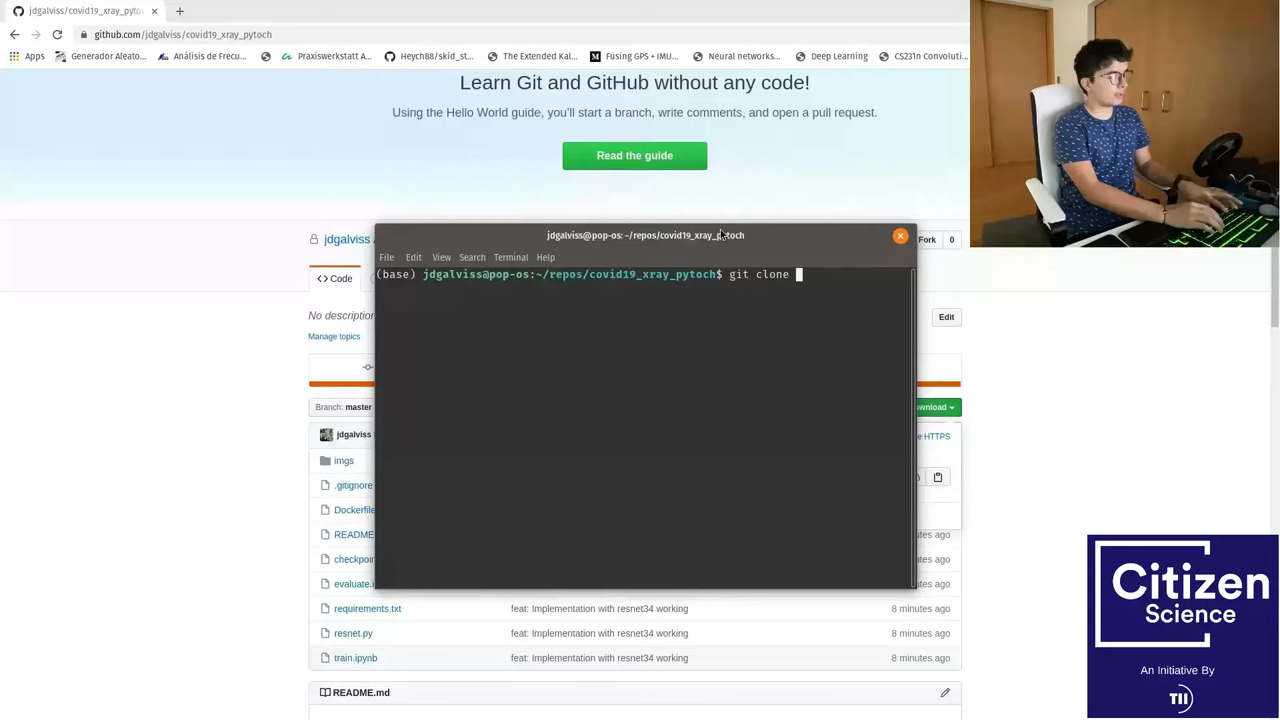 jdgalviss/covid19_xray_pyto
github.com/jdgalviss/covid19_xray_pytoch
Apps
Generador Aleato...
Análisis de Frecu...
Praxiswerkstatt A...
Heych88/skid_st...
The Extended Kal...
Fusing GPS + IMU...
Neural networks...
Deep Learning
CS231n Convoluti...
Learn Git and GitHub without any code!
Using the Hello World guide, you'll start a branch, write comments, and open a pull request.
Read the guide
jdgalviss
Fork 0
jdgalviss@pop-os: ~/repos/covid19_xray_pytoch
File Edit View Search Terminal Help
(base) jdgalviss@pop-os:~/repos/covid19_xray_pytoch$ git clone
<> Code
No description
Edit
Manage topics
Branch: master
wnload
jdgalviss
e HTTPS
imgs
.gitignore
Dockerfile
README
utes ago
checkpoin
utes ago
evaluate.i
utes ago
requirements.txt feat: Implementation with resnet34 working 8 minutes ago
resnet.py feat: Implementation with resnet34 working 8 minutes ago
train.ipynb feat: Implementation with resnet34 working 8 minutes ago
README.md
Citizen
Science
An Initiative By
TII